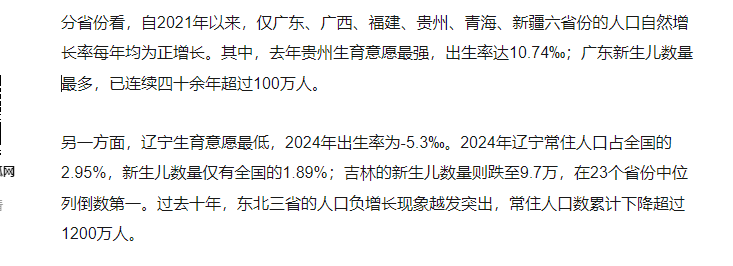 分省份看，自2021年以来，仅广东、广西、福建、贵州、青海、新疆六省份的人口自然增
长率每年均为正增长。其中，去年贵州生育意愿最强，出生率达10.74‰；广东新生儿数量
最多，已连续四十余年超过100万人。
另一方面，辽宁生育意愿最低，2024年出生率为-5.3‰。2024年辽宁常住人口占全国的
2.95%，新生儿数量仅有全国的1.89%；吉林的新生儿数量则跌至9.7万，在23个省份中位
列倒数第一。过去十年，东北三省的人口负增长现象越发突出，常住人口数累计下降超过
1200万人。
网